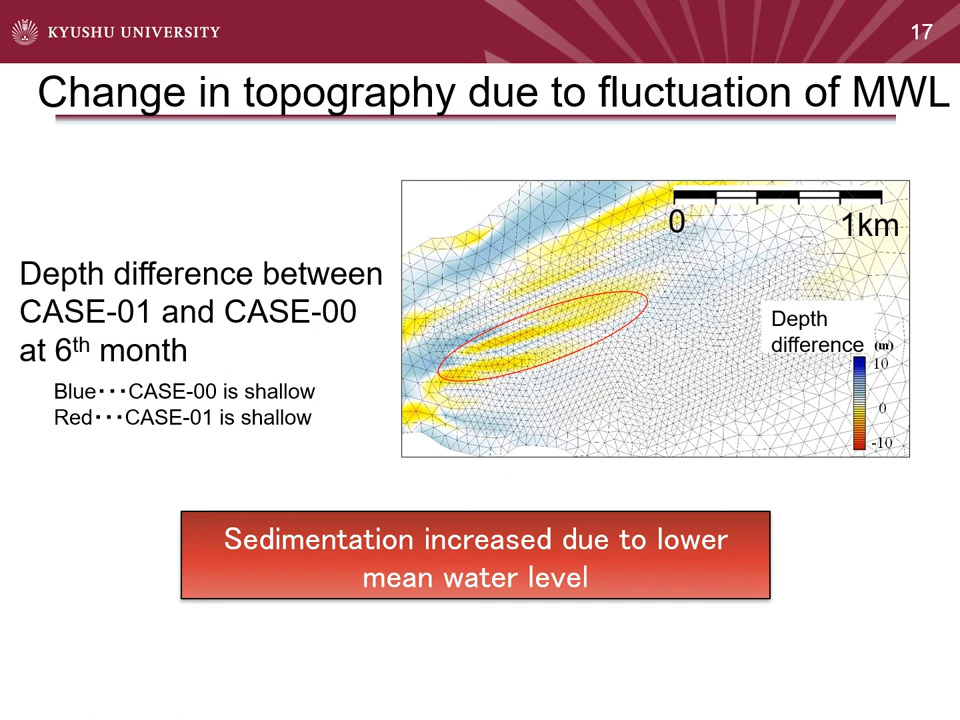 KYUSHU UNIVERSITY
17
Change in topography due to fluctuation of MWL
Depth difference between
CASE-01 and CASE-00
at 6th month
Blue･･･CASE-00 is shallow
Red･･･CASE-01 is shallow
0
1km
Depth
difference (m)
10
0
-10
Sedimentation increased due to lower
mean water level